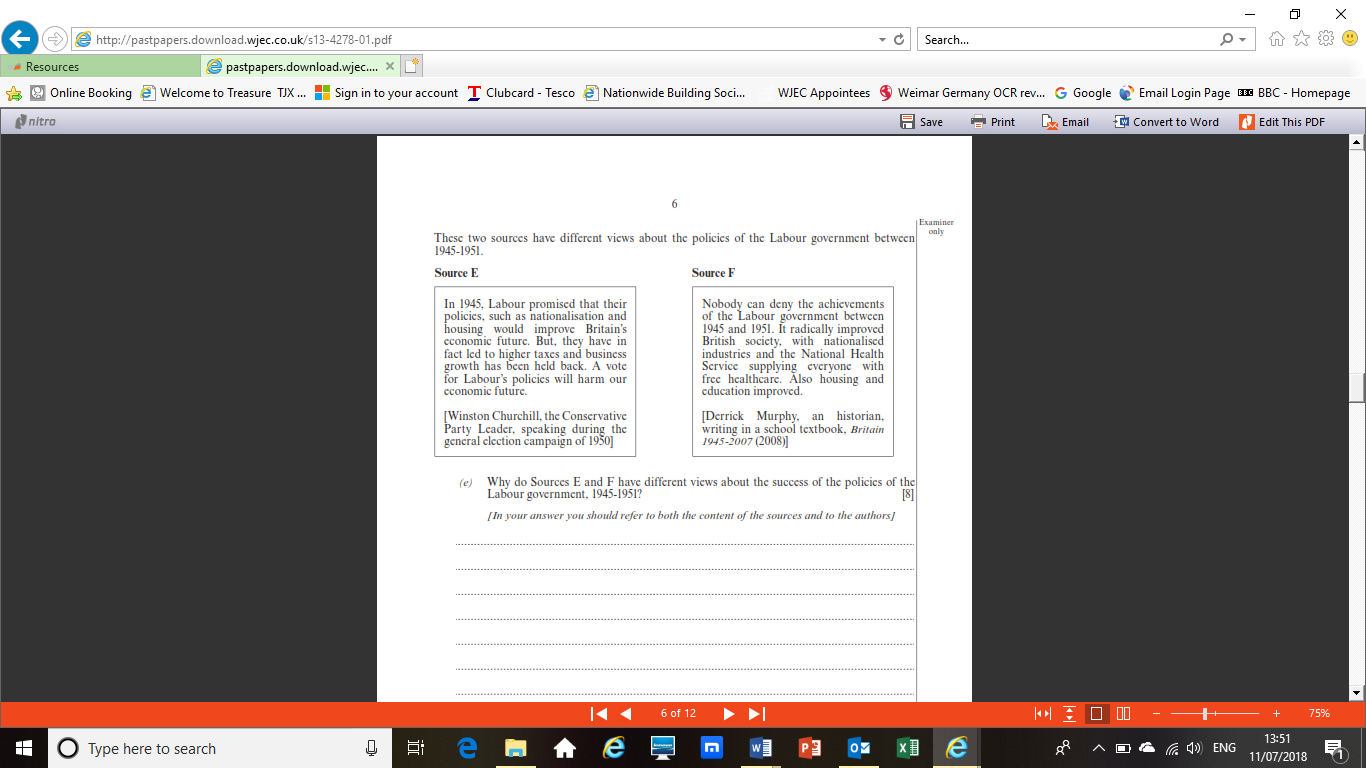 http://pastpapers.download.wjec.co.uk/s13-4278-01.pdf
Search...
Resources
pastpapers.download.wjec....
Online Booking
Welcome to Treasure TJX ...
Sign in to your account
Clubcard - Tesco
Nationwide Building Soci...
WJEC Appointees
Weimar Germany OCR rev...
Google
Email Login Page
BBC - Homepage
nitro
Save
Print
Email
Convert to Word
Edit This PDF
6
Examiner
only
These two sources have different views about the policies of the Labour government between
1945-1951.
Source E
In 1945, Labour promised that their
policies, such as nationalisation and
housing would improve Britain's
economic future. But, they have in
fact led to higher taxes and business
growth has been held back. A vote
for Labour's policies will harm our
economic future.
[Winston Churchill, the Conservative
Party Leader, speaking during the
general election campaign of 1950]
Source F
Nobody can deny the achievements
of the Labour government between
1945 and 1951. It radically improved
British society, with nationalised
industries and the National Health
Service supplying everyone with
free healthcare. Also housing and
education improved.
[Derrick Murphy, an historian,
writing in a school textbook, Britain
1945-2007 (2008)]
(e) Why do Sources E and F have different views about the success of the policies of the
Labour government, 1945-1951? [8]
[In your answer you should refer to both the content of the sources and to the authors]
6 of 12
75%
Type here to search
ENG
13:51
11/07/2018
1